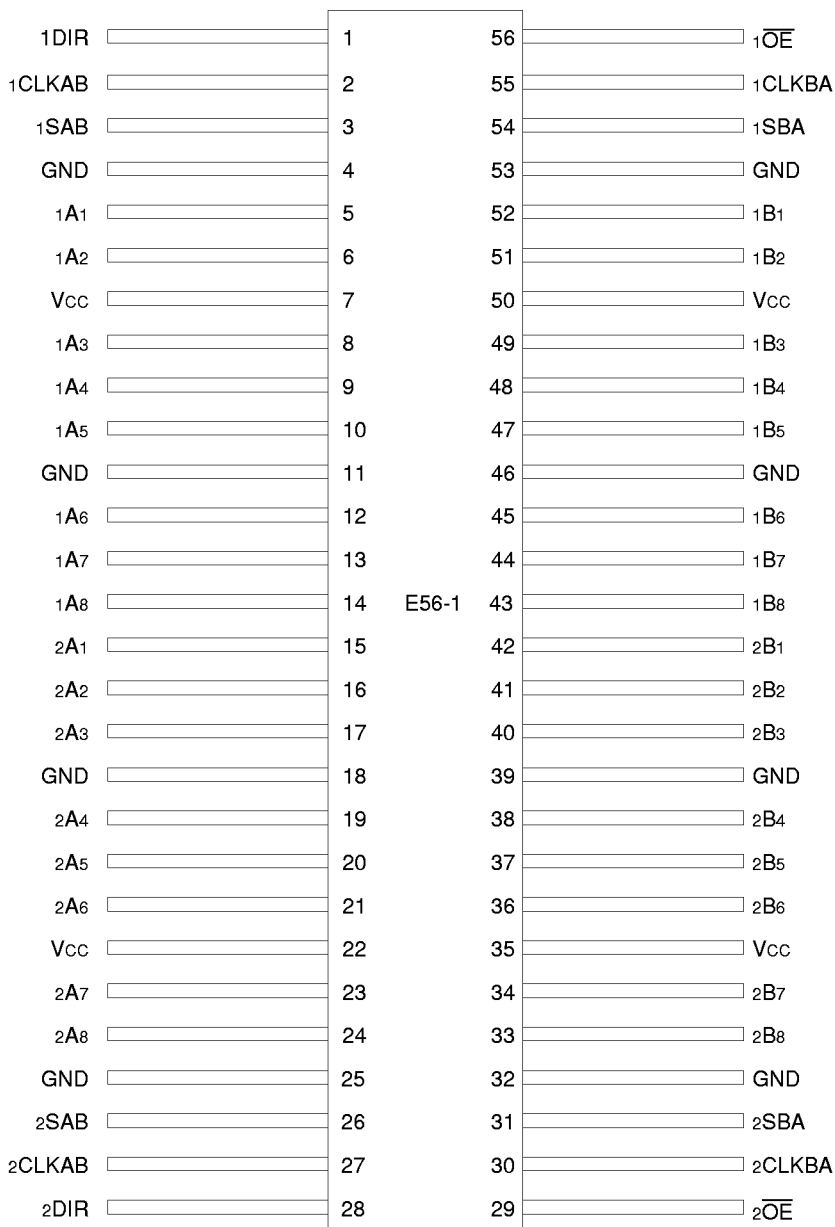 1DIR 1 56 1O̅E̅
1CLKAB 2 55 1CLKBA
1SAB 3 54 1SBA
GND 4 53 GND
1A1 5 52 1B1
1A2 6 51 1B2
VCC 7 50 VCC
1A3 8 49 1B3
1A4 9 48 1B4
1A5 10 47 1B5
GND 11 46 GND
1A6 12 45 1B6
1A7 13 44 1B7
1A8 14 E56-1 43 1B8
2A1 15 42 2B1
2A2 16 41 2B2
2A3 17 40 2B3
GND 18 39 GND
2A4 19 38 2B4
2A5 20 37 2B5
2A6 21 36 2B6
VCC 22 35 VCC
2A7 23 34 2B7
2A8 24 33 2B8
GND 25 32 GND
2SAB 26 31 2SBA
2CLKAB 27 30 2CLKBA
2DIR 28 29 2O̅E̅